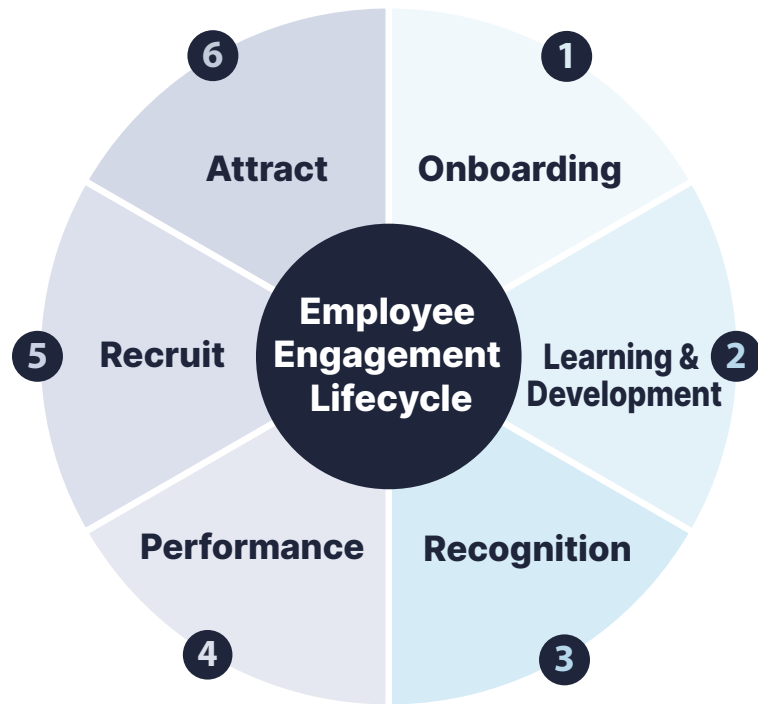 6
1
Attract
Onboarding
Employee
Engagement
Lifecycle
5
Recruit
Learning &
Development
2
Performance
Recognition
4
3